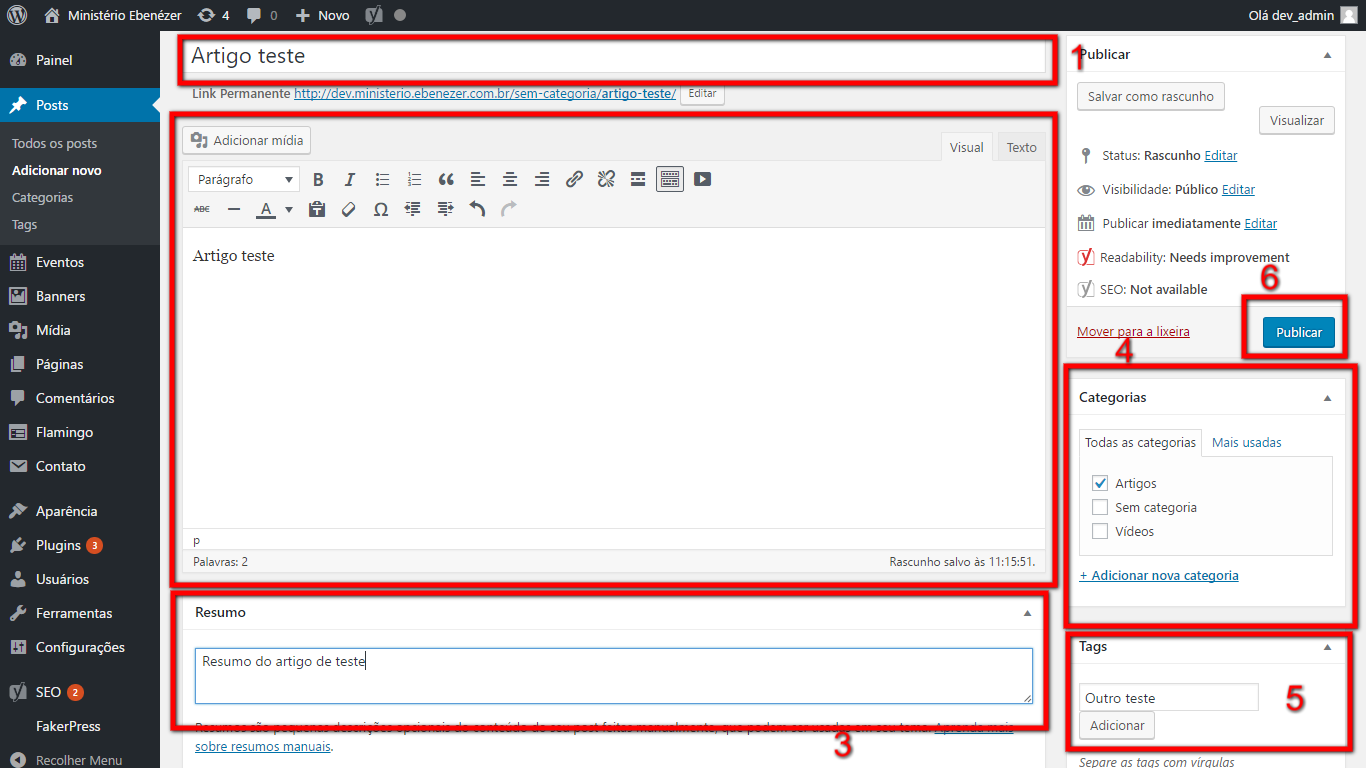 Ministério Ebenézer 4 0 Novo Olá dev_admin
Painel
Posts
Todos os posts
Adicionar novo
Categorias
Tags
Eventos
Banners
Mídia
Páginas
Comentários
Flamingo
Contato
Aparência
Plugins 3
Usuários
Ferramentas
Configurações
SEO 2
FakerPress
Recolher Menu
Artigo teste
1
Link Permanente http://dev.ministerio.ebenezer.com.br/sem-categoria/artigo-teste/ Editar
Adicionar mídia
Visual Texto
Parágrafo B I
ABC A Ω
Artigo teste
p
Palavras: 2 Rascunho salvo às 11:15:51.
Resumo
Resumo do artigo de teste
Resumos são pequenas descrições opcionais do conteúdo do seu post feitas manualmente, que podem ser usadas em seu tema. Aprenda mais
sobre resumos manuais.
3
Publicar
Salvar como rascunho
Visualizar
Status: Rascunho Editar
Visibilidade: Público Editar
Publicar imediatamente Editar
Readability: Needs improvement
6
SEO: Not available
Mover para a lixeira Publicar
4
Categorias
Todas as categorias Mais usadas
Artigos
Sem categoria
Vídeos
+ Adicionar nova categoria
Tags
Outro teste
5
Adicionar
Separe as tags com vírgulas